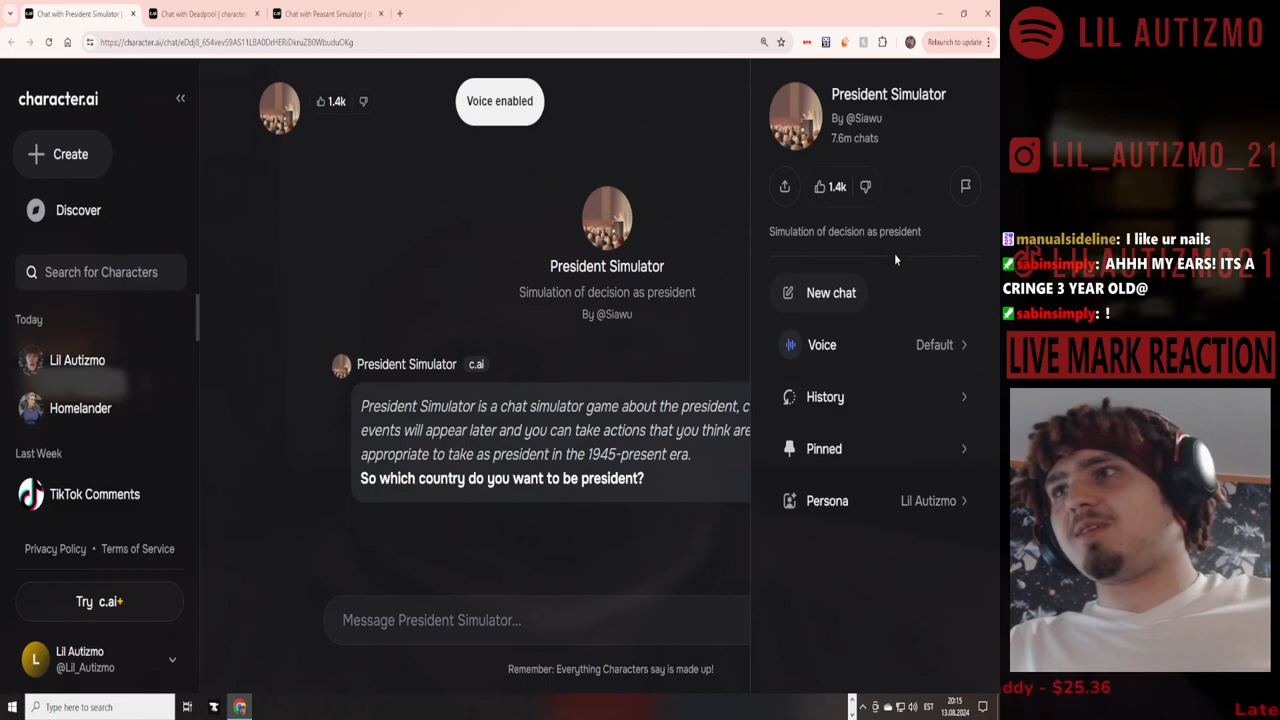 Chat with President Simulator |
Chat with Deadpool | character
Chat with Peasant Simulator | c
https://character.ai/chat/
Relaunch to update
character.ai
Create
Discover
Search for Characters
Today
Lil Autizmo
Homelander
Last Week
TikTok Comments
Privacy Policy • Terms of Service
Try c.ai+
L
Lil Autizmo
@Lil_Autizmo
1.4k
Voice enabled
President Simulator
Simulation of decision as president
By @Siawu
President Simulator c.ai
President Simulator is a chat simulator game about the president, c
events will appear later and you can take actions that you think are
appropriate to take as president in the 1945-present era.
So which country do you want to be president?
Message President Simulator...
Remember: Everything Characters say is made up!
President Simulator
By @Siawu
7.6m chats
1.4k
Simulation of decision as president
New chat
Voice Default
History
Pinned
Persona Lil Autizmo
LIL AUTIZMO
LIL_AUTIZMO_21
manualsideline: I like ur nails
sabinsimply: AHHH MY EARS! ITS A
CRINGE 3 YEAR OLD@
sabinsimply: !
LIVE MARK REACTION
ddy - $25.36
Late
Type here to search
EST
20:15
13.08.2024